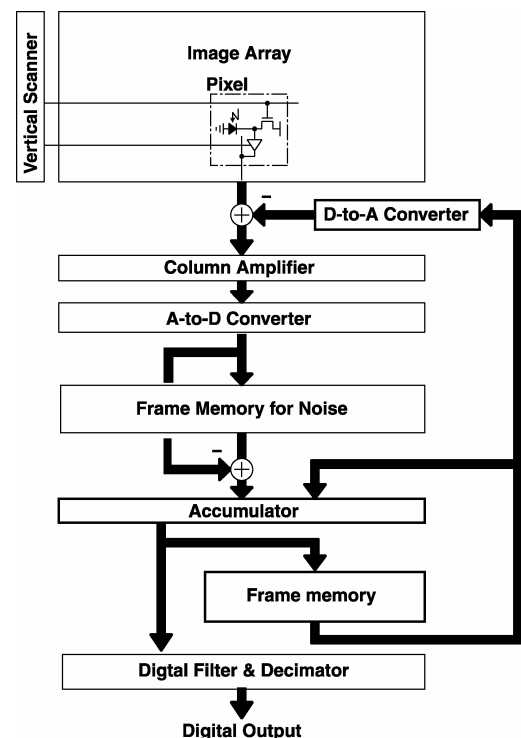 Vertical Scanner
Image Array
Pixel
−
D-to-A Converter
Column Amplifier
A-to-D Converter
Frame Memory for Noise
−
Accumulator
Frame memory
Digtal Filter & Decimator
Digital Output